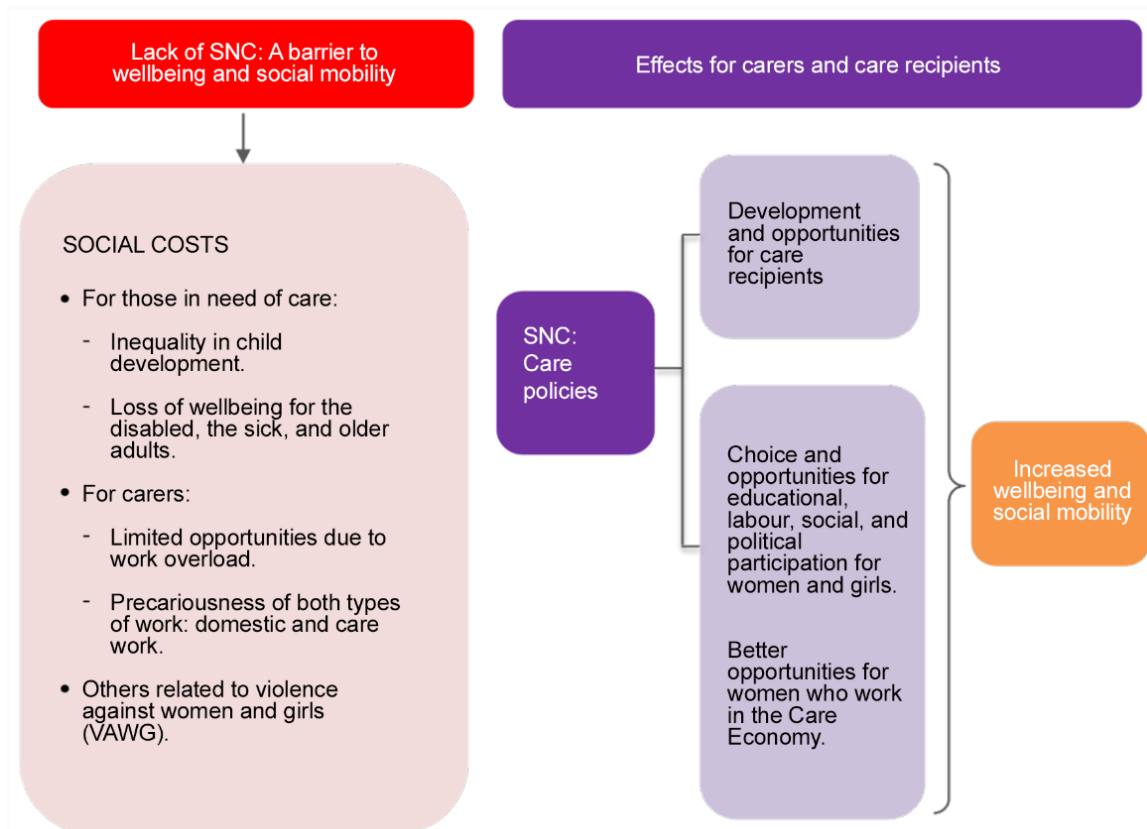 Lack of SNC: A barrier to
wellbeing and social mobility
Effects for carers and care recipients
SOCIAL COSTS
• For those in need of care:
- Inequality in child
development.
- Loss of wellbeing for the
disabled, the sick, and older
adults.
• For carers:
- Limited opportunities due to
work overload.
- Precariousness of both types
of work: domestic and care
work.
• Others related to violence
against women and girls
(VAWG).
SNC:
Care
policies
Development
and opportunities
for care
recipients
Choice and
opportunities for
educational,
labour, social, and
political
participation for
women and girls.
Better
opportunities for
women who work
in the Care
Economy.
Increased
wellbeing and
social mobility